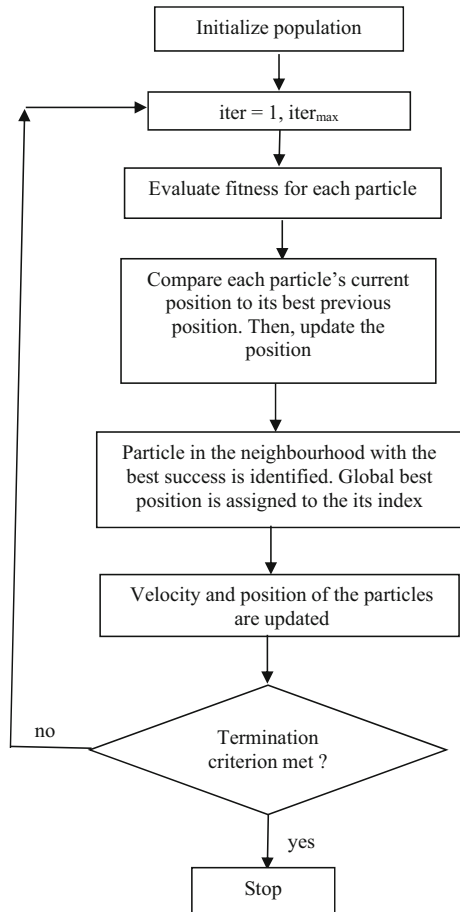 Initialize population
iter = 1, itermax
Evaluate fitness for each particle
Compare each particle's current
position to its best previous
position. Then, update the
position
Particle in the neighbourhood with the
best success is identified. Global best
position is assigned to the its index
Velocity and position of the particles
are updated
Termination
criterion met ?
no
yes
Stop